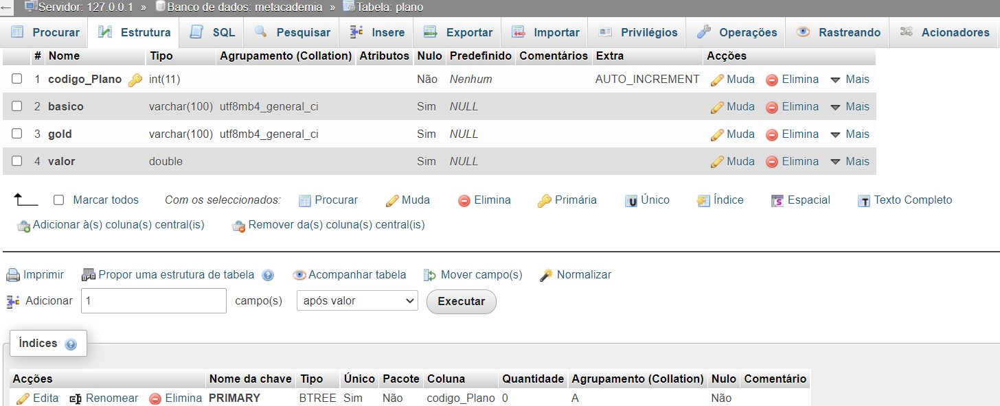 Servidor: 127.0.0.1 » Banco de dados: metacademia » Tabela: plano
Procurar Estrutura SQL Pesquisar Insere Exportar Importar Privilégios Operações Rastreando Acionadores
# Nome Tipo Agrupamento (Collation) Atributos Nulo Predefinido Comentários Extra Acções
1 codigo_Plano int(11) Não Nenhum AUTO_INCREMENT Muda Elimina Mais
2 basico varchar(100) utf8mb4_general_ci Sim NULL Muda Elimina Mais
3 gold varchar(100) utf8mb4_general_ci Sim NULL Muda Elimina Mais
4 valor double Sim NULL Muda Elimina Mais
Marcar todos Com os seleccionados: Procurar Muda Elimina Primária Único Índice Espacial Texto Completo
Adicionar à(s) coluna(s) central(is) Remover da(s) coluna(s) central(is)
Imprimir Propor uma estrutura de tabela Acompanhar tabela Mover campo(s) Normalizar
Adicionar 1 campo(s) após valor Executar
Índices
Acções Nome da chave Tipo Único Pacote Coluna Quantidade Agrupamento (Collation) Nulo Comentário
Edita Renomear Elimina PRIMARY BTREE Sim Não codigo_Plano 0 A Não